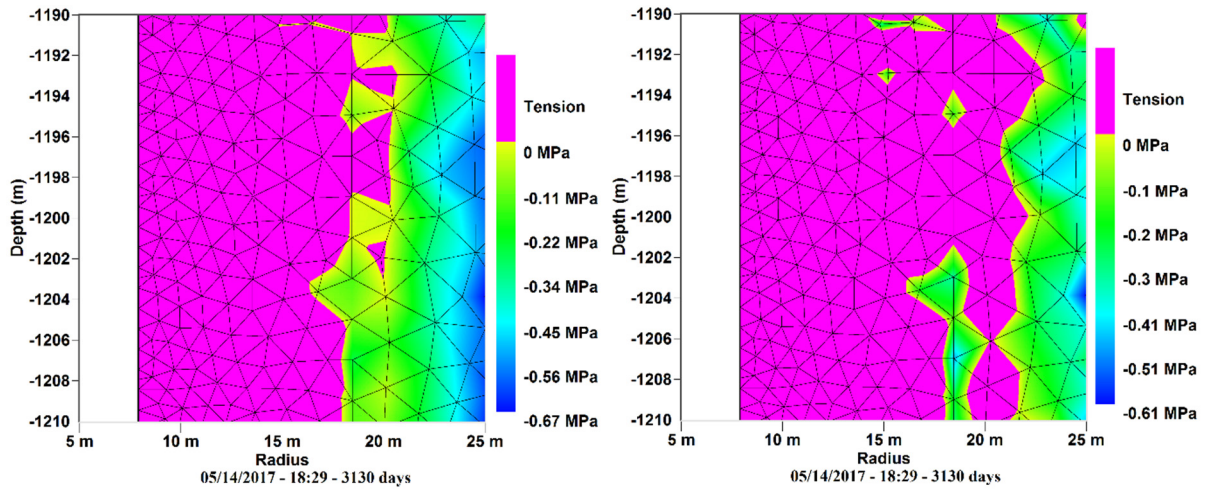 -1190
-1192
-1194
-1196
-1198
-1200
-1202
-1204
-1206
-1208
-1210
Depth (m)
5 m 10 m 15 m 20 m 25 m
Radius
05/14/2017 - 18:29 - 3130 days
Tension
0 MPa
-0.11 MPa
-0.22 MPa
-0.34 MPa
-0.45 MPa
-0.56 MPa
-0.67 MPa
-1190
-1192
-1194
-1196
-1198
-1200
-1202
-1204
-1206
-1208
-1210
Depth (m)
5 m 10 m 15 m 20 m 25 m
Radius
05/14/2017 - 18:29 - 3130 days
Tension
0 MPa
-0.1 MPa
-0.2 MPa
-0.3 MPa
-0.41 MPa
-0.51 MPa
-0.61 MPa